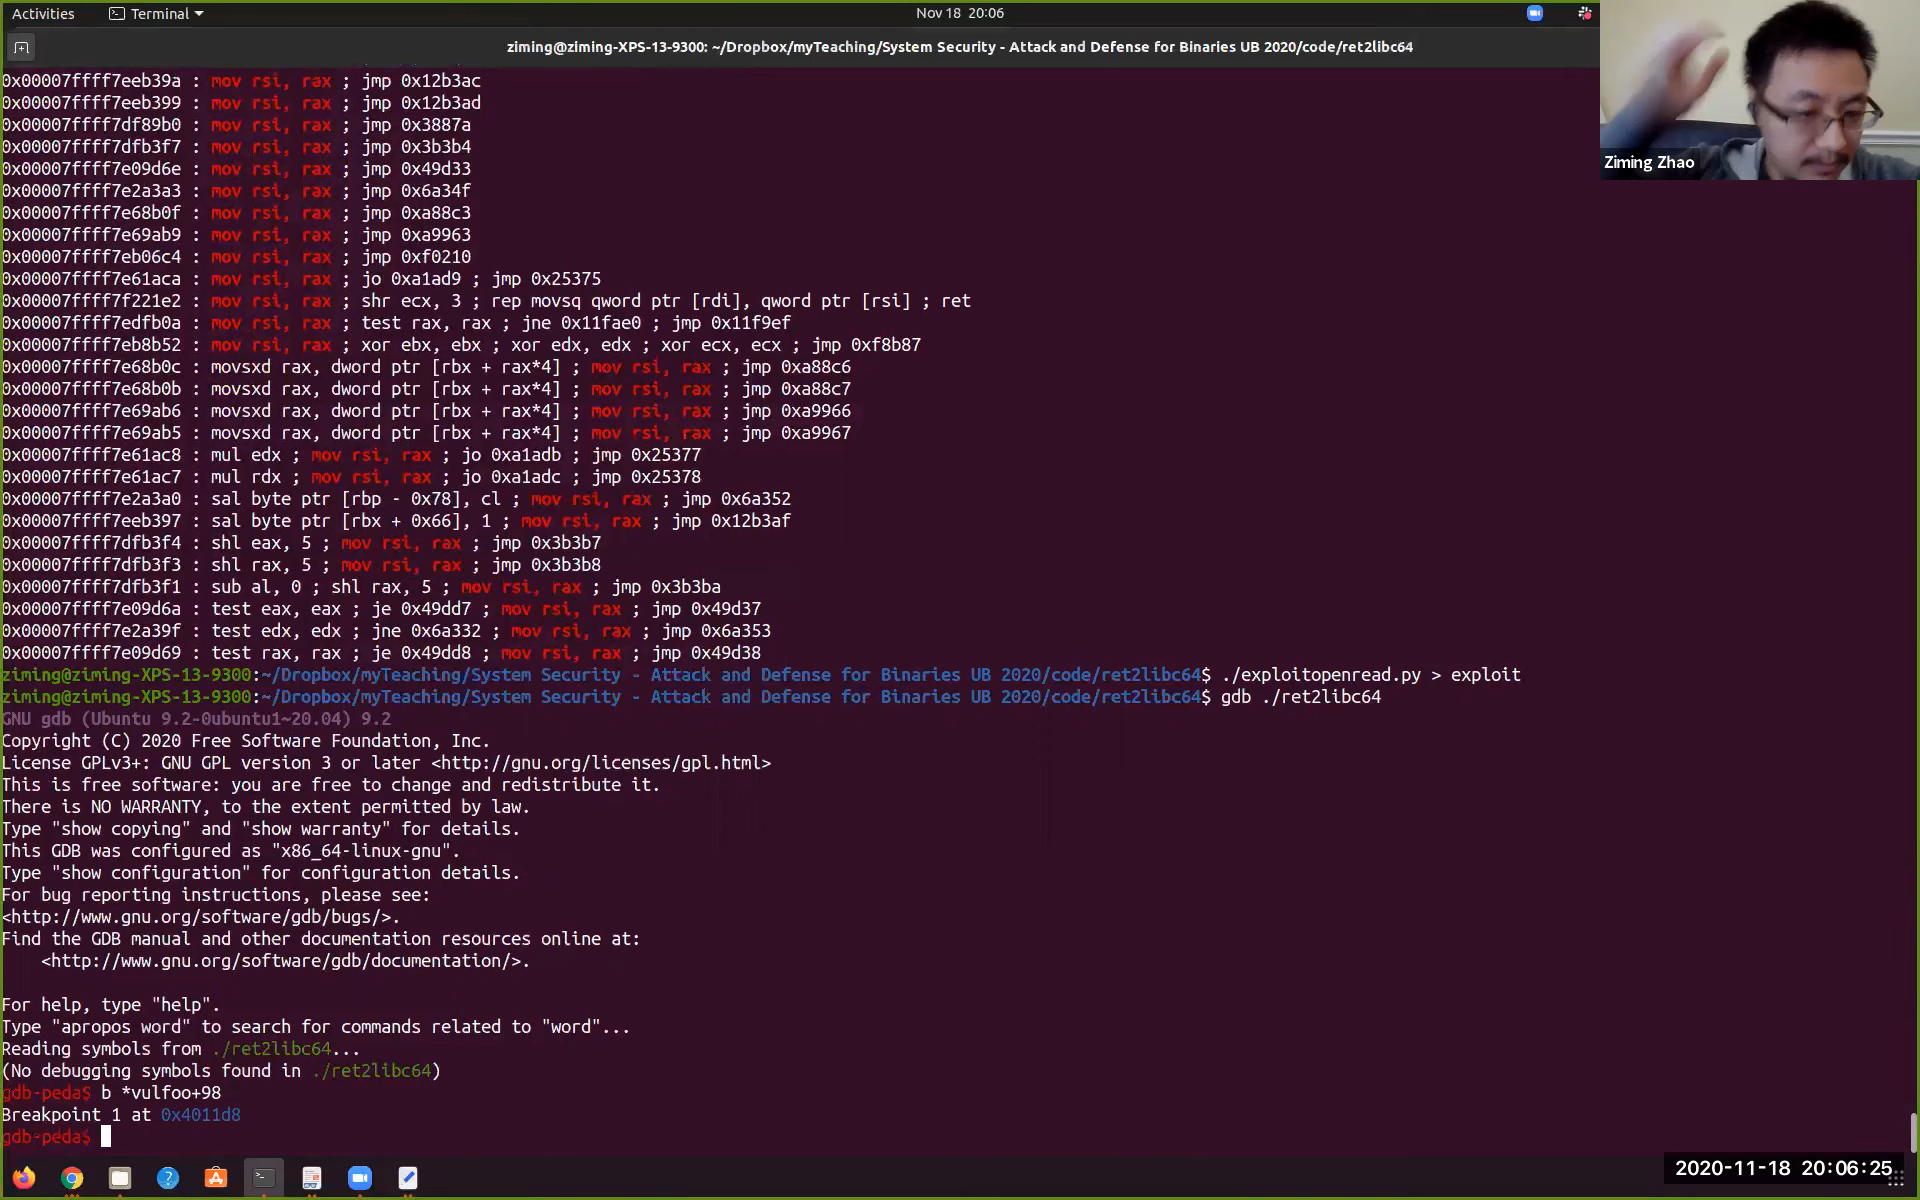 Activities
Terminal
Nov 18 20:06
ziming@ziming-XPS-13-9300: ~/Dropbox/myTeaching/System Security - Attack and Defense for Binaries UB 2020/code/ret2libc64
Ziming Zhao
0x00007ffff7eeb39a : mov rsi, rax ; jmp 0x12b3ac
0x00007ffff7eeb399 : mov rsi, rax ; jmp 0x12b3ad
0x00007ffff7df89b0 : mov rsi, rax ; jmp 0x3887a
0x00007ffff7dfb3f7 : mov rsi, rax ; jmp 0x3b3b4
0x00007ffff7e09d6e : mov rsi, rax ; jmp 0x49d33
0x00007ffff7e2a3a3 : mov rsi, rax ; jmp 0x6a34f
0x00007ffff7e68b0f : mov rsi, rax ; jmp 0xa88c3
0x00007ffff7e69ab9 : mov rsi, rax ; jmp 0xa9963
0x00007ffff7eb06c4 : mov rsi, rax ; jmp 0xf0210
0x00007ffff7e61aca : mov rsi, rax ; jo 0xa1ad9 ; jmp 0x25375
0x00007ffff7f221e2 : mov rsi, rax ; shr ecx, 3 ; rep movsq qword ptr [rdi], qword ptr [rsi] ; ret
0x00007ffff7edfb0a : mov rsi, rax ; test rax, rax ; jne 0x11fae0 ; jmp 0x11f9ef
0x00007ffff7eb8b52 : mov rsi, rax ; xor ebx, ebx ; xor edx, edx ; xor ecx, ecx ; jmp 0xf8b87
0x00007ffff7e68b0c : movsxd rax, dword ptr [rbx + rax*4] ; mov rsi, rax ; jmp 0xa88c6
0x00007ffff7e68b0b : movsxd rax, dword ptr [rbx + rax*4] ; mov rsi, rax ; jmp 0xa88c7
0x00007ffff7e69ab6 : movsxd rax, dword ptr [rbx + rax*4] ; mov rsi, rax ; jmp 0xa9966
0x00007ffff7e69ab5 : movsxd rax, dword ptr [rbx + rax*4] ; mov rsi, rax ; jmp 0xa9967
0x00007ffff7e61ac8 : mul edx ; mov rsi, rax ; jo 0xa1adb ; jmp 0x25377
0x00007ffff7e61ac7 : mul rdx ; mov rsi, rax ; jo 0xa1adc ; jmp 0x25378
0x00007ffff7e2a3a0 : sal byte ptr [rbp - 0x78], cl ; mov rsi, rax ; jmp 0x6a352
0x00007ffff7eeb397 : sal byte ptr [rbx + 0x66], 1 ; mov rsi, rax ; jmp 0x12b3af
0x00007ffff7dfb3f4 : shl eax, 5 ; mov rsi, rax ; jmp 0x3b3b7
0x00007ffff7dfb3f3 : shl rax, 5 ; mov rsi, rax ; jmp 0x3b3b8
0x00007ffff7dfb3f1 : sub al, 0 ; shl rax, 5 ; mov rsi, rax ; jmp 0x3b3ba
0x00007ffff7e09d6a : test eax, eax ; je 0x49dd7 ; mov rsi, rax ; jmp 0x49d37
0x00007ffff7e2a39f : test edx, edx ; jne 0x6a332 ; mov rsi, rax ; jmp 0x6a353
0x00007ffff7e09d69 : test rax, rax ; je 0x49dd8 ; mov rsi, rax ; jmp 0x49d38
ziming@ziming-XPS-13-9300:~/Dropbox/myTeaching/System Security - Attack and Defense for Binaries UB 2020/code/ret2libc64$ ./exploitopenread.py > exploit
ziming@ziming-XPS-13-9300:~/Dropbox/myTeaching/System Security - Attack and Defense for Binaries UB 2020/code/ret2libc64$ gdb ./ret2libc64
GNU gdb (Ubuntu 9.2-0ubuntu1~20.04) 9.2
Copyright (C) 2020 Free Software Foundation, Inc.
License GPLv3+: GNU GPL version 3 or later <http://gnu.org/licenses/gpl.html>
This is free software: you are free to change and redistribute it.
There is NO WARRANTY, to the extent permitted by law.
Type "show copying" and "show warranty" for details.
This GDB was configured as "x86_64-linux-gnu".
Type "show configuration" for configuration details.
For bug reporting instructions, please see:
<http://www.gnu.org/software/gdb/bugs/>.
Find the GDB manual and other documentation resources online at:
<http://www.gnu.org/software/gdb/documentation/>.
For help, type "help".
Type "apropos word" to search for commands related to "word"...
Reading symbols from ./ret2libc64...
(No debugging symbols found in ./ret2libc64)
gdb-peda$ b *vulfoo+98
Breakpoint 1 at 0x4011d8
gdb-peda$
2020-11-18 20:06:25